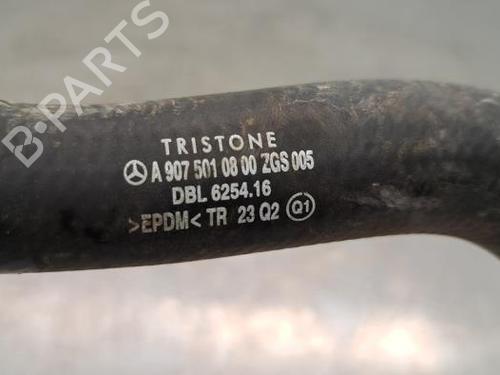 B-PARTS
TRISTONE
A 907 501 08 00 ZGS 005
DBL 6254.16
>EPDM< TR 23 Q2 Q1